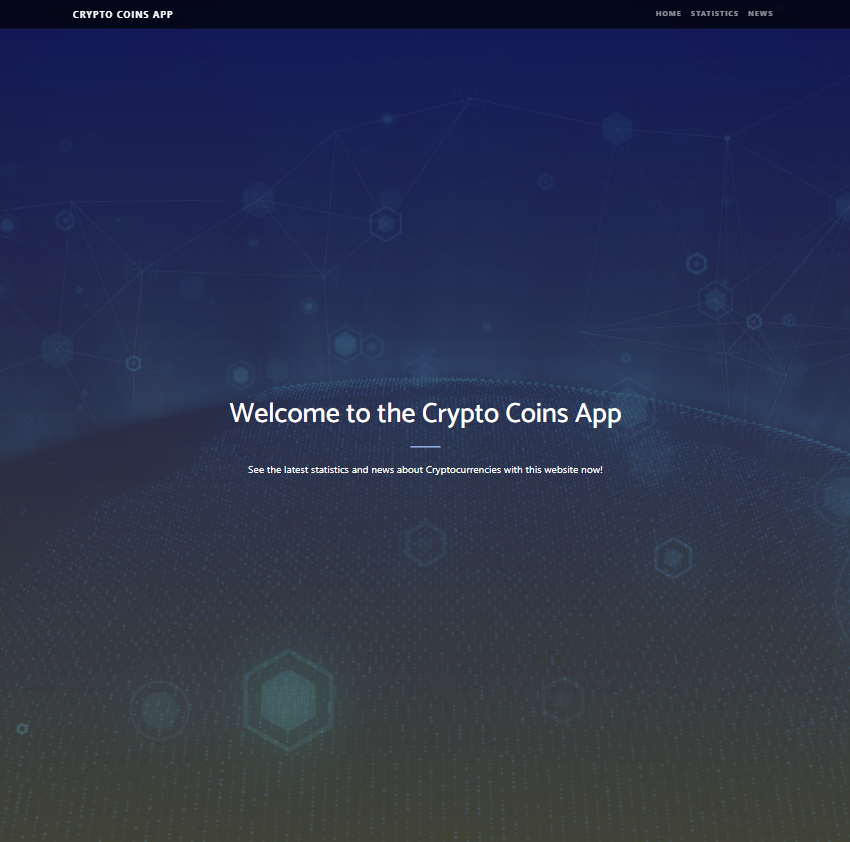 CRYPTO COINS APP
HOME STATISTICS NEWS
Welcome to the Crypto Coins App
See the latest statistics and news about Cryptocurrencies with this website now!